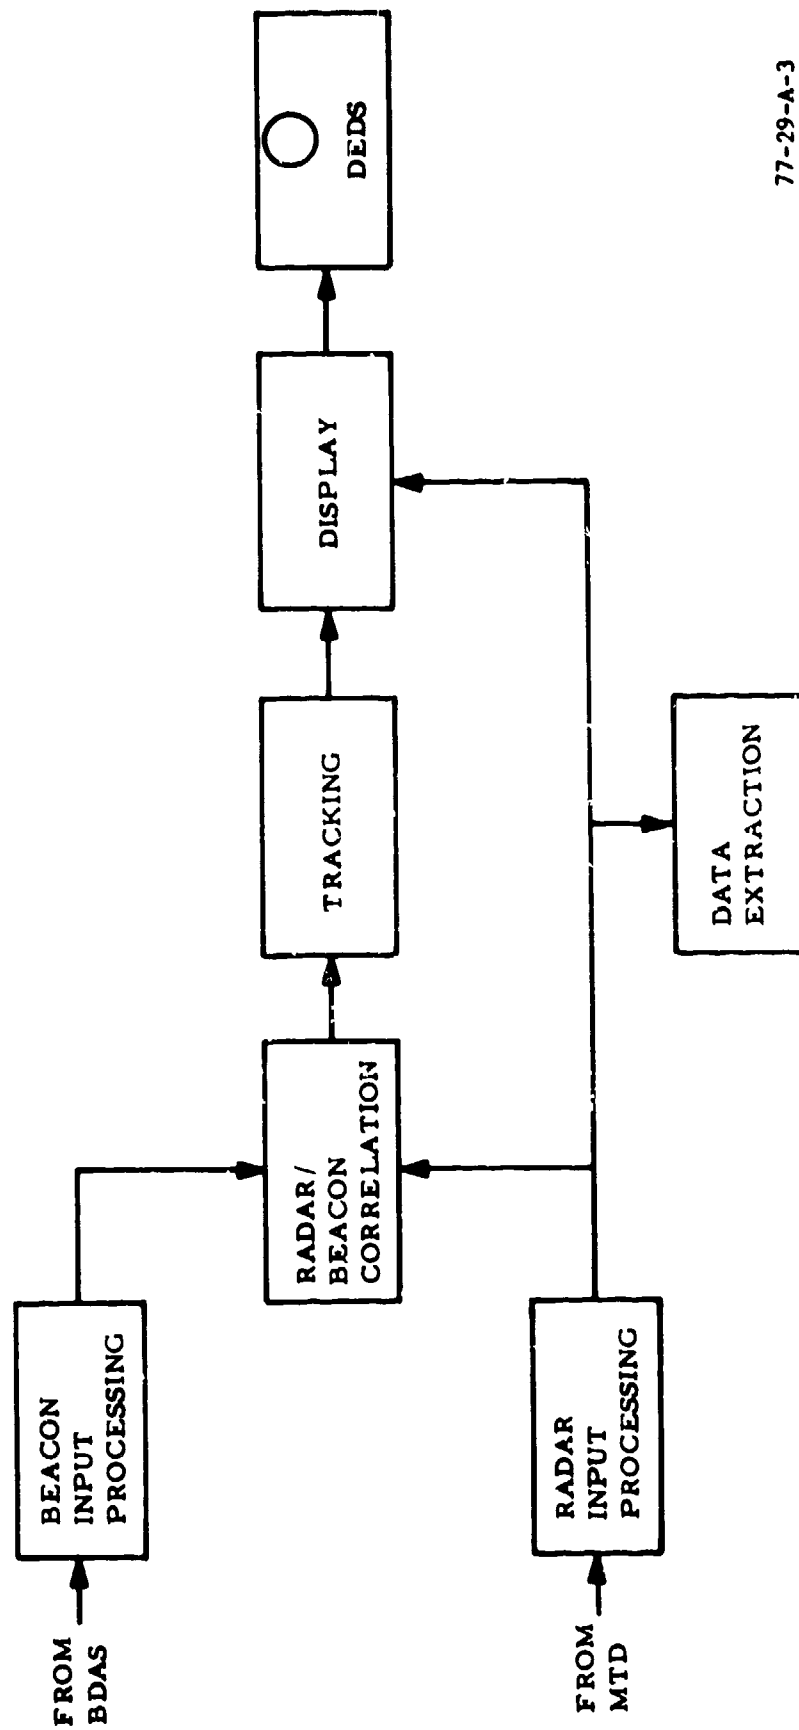 FROM
BDAS
BEACON
INPUT
PROCESSING
FROM
MTD
RADAR
INPUT
PROCESSING
RADAR/
BEACON
CORRELATION
TRACKING
DISPLAY
DEDS
DATA
EXTRACTION
77-29-A-3